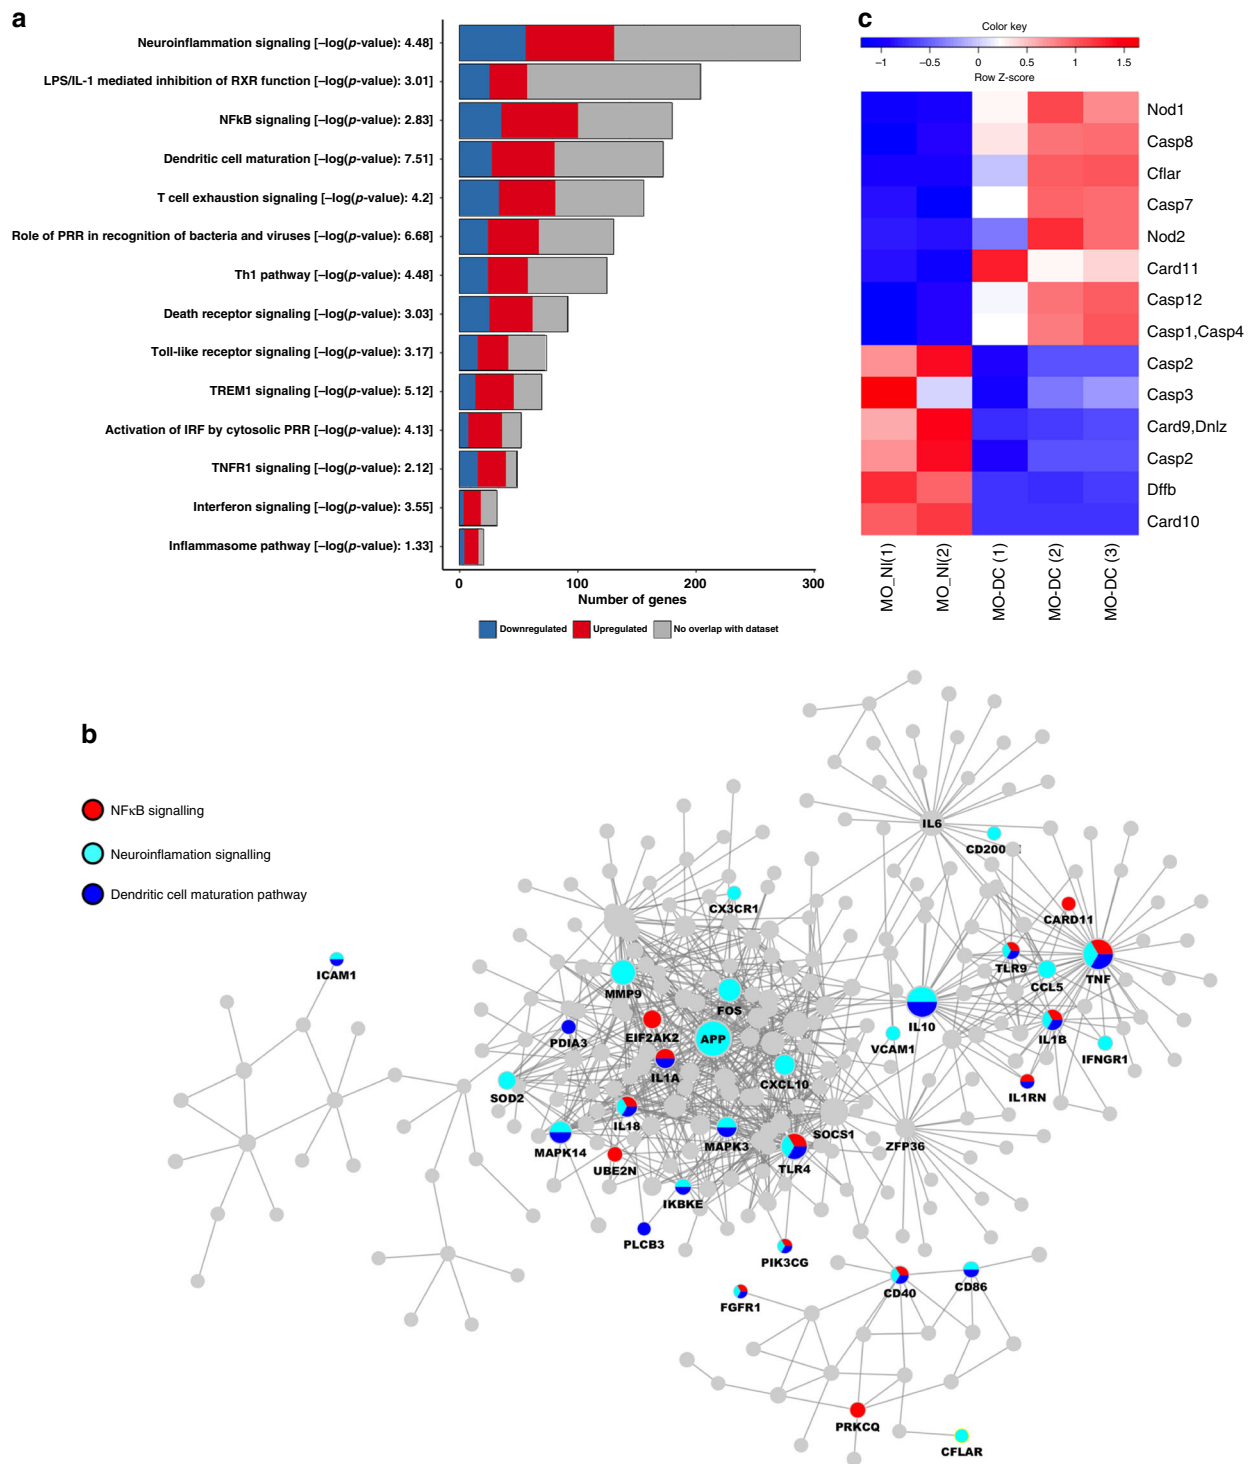 a
Neuroinflammation signaling [–log(p-value): 4.48]
LPS/IL-1 mediated inhibition of RXR function [–log(p-value): 3.01]
NFkB signaling [–log(p-value): 2.83]
Dendritic cell maturation [–log(p-value): 7.51]
T cell exhaustion signaling [–log(p-value): 4.2]
Role of PRR in recognition of bacteria and viruses [–log(p-value): 6.68]
Th1 pathway [–log(p-value): 4.48]
Death receptor signaling [–log(p-value): 3.03]
Toll-like receptor signaling [–log(p-value): 3.17]
TREM1 signaling [–log(p-value): 5.12]
Activation of IRF by cytosolic PRR [–log(p-value): 4.13]
TNFR1 signaling [–log(p-value): 2.12]
Interferon signaling [–log(p-value): 3.55]
Inflammasome pathway [–log(p-value): 1.33]
0 100 200 300
Number of genes
Downregulated Upregulated No overlap with dataset
c
Color key
–1 –0.5 0 0.5 1 1.5
Row Z-score
Nod1
Casp8
Cflar
Casp7
Nod2
Card11
Casp12
Casp1,Casp4
Casp2
Casp3
Card9,Dnlz
Casp2
Dffb
Card10
MO_NI(1)
MO_NI(2)
MO-DC (1)
MO-DC (2)
MO-DC (3)
b
NFκB signalling
Neuroinflamation signalling
Dendritic cell maturation pathway
IL6
CD200
CX3CR1
CARD11
ICAM1
TLR9
CCL5
TNF
MMP9
FOS
IL10
PDIA3
EIF2AK2
APP
VCAM1
IL1B
IFNGR1
IL1A
CXCL10
IL1RN
SOD2
IL18
MAPK3
SOCS1
ZFP36
MAPK14
UBE2N
TLR4
IKBKE
PLCB3
PIK3CG
CD40
CD86
FGFR1
PRKCQ
CFLAR